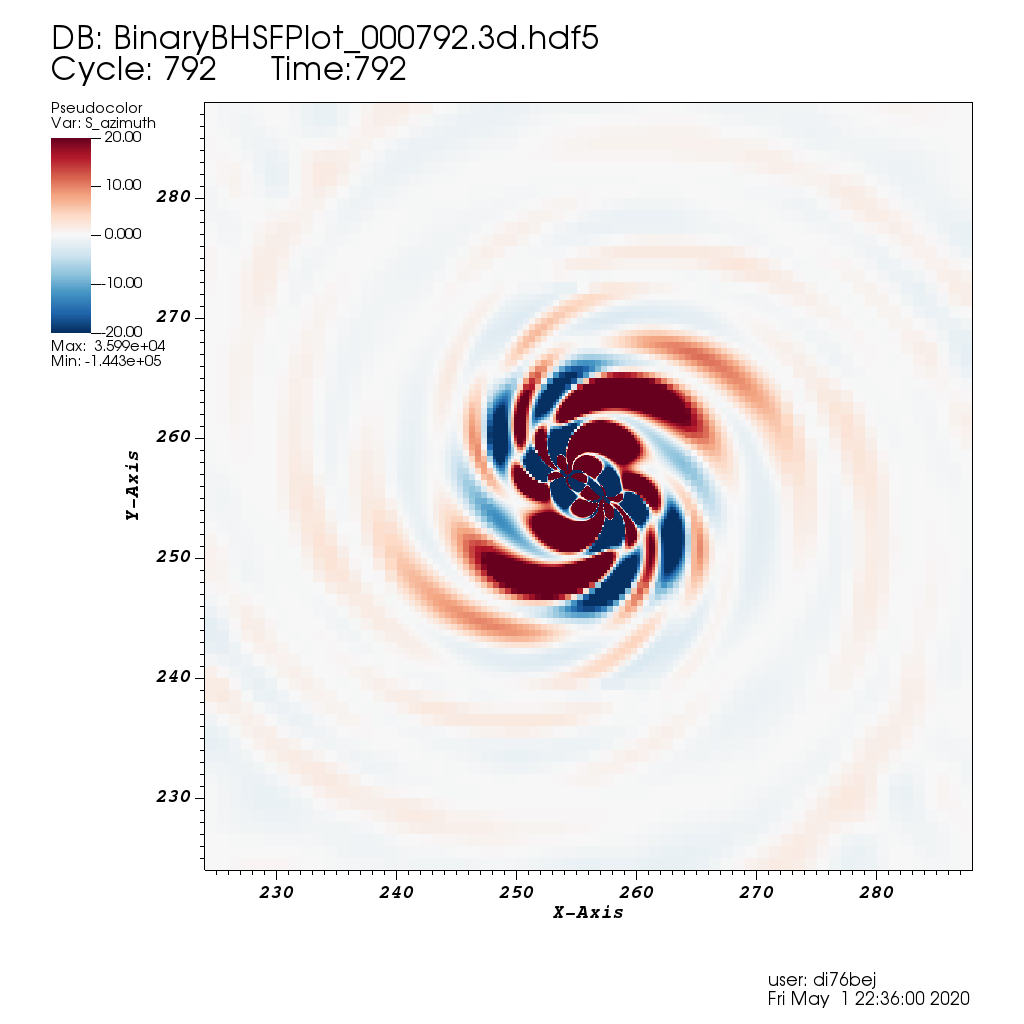 DB: BinaryBHSFPlot_000792.3d.hdf5
Cycle: 792 Time:792
Pseudocolor
Var: S_azimuth
20.00
10.00
0.000
-10.00
-20.00
Max: 3.599e+04
Min: -1.443e+05
280
270
260
250
240
230
Y-Axis
230 240 250 260 270 280
X-Axis
user: di76bej
Fri May 1 22:36:00 2020